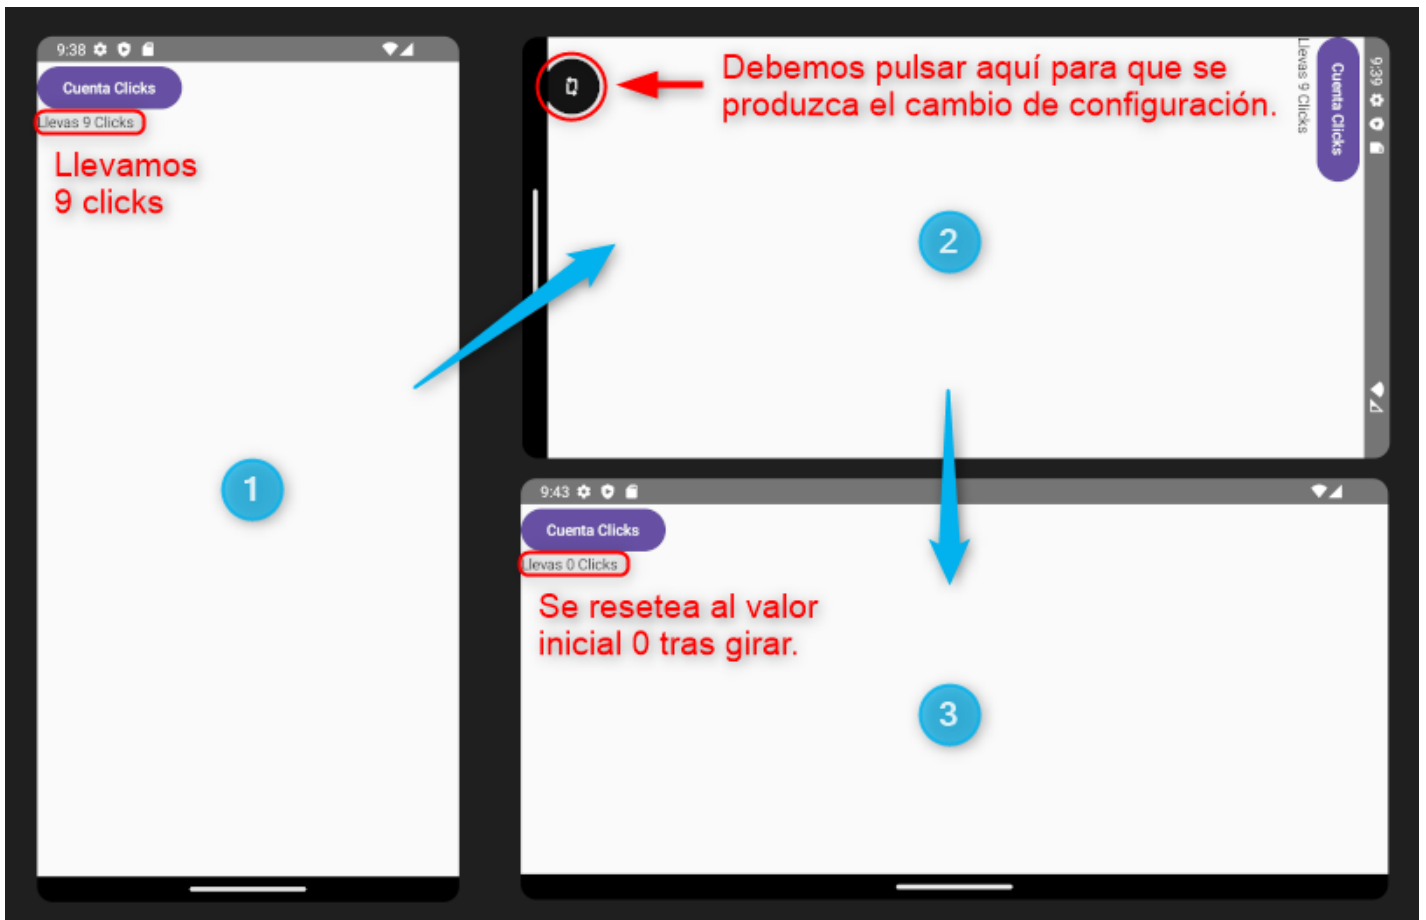 9:38
Cuenta Clicks
Llevas 9 Clicks
Llevamos
9 clicks
1
Debemos pulsar aquí para que se
produzca el cambio de configuración.
9:39
Cuenta Clicks
Llevas 9 Clicks
2
9:43
Cuenta Clicks
Llevas 0 Clicks
Se resetea al valor
inicial 0 tras girar.
3